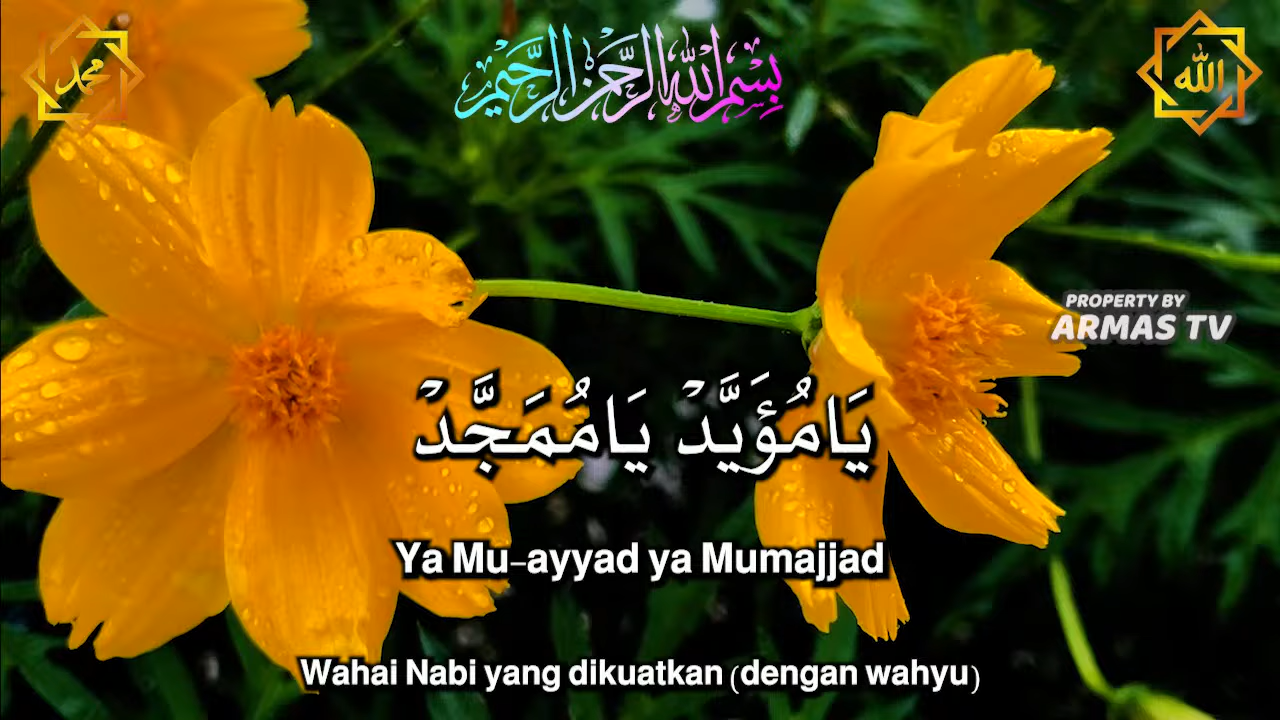 محمد
بِسْمِ اللهِ الرَّحْمٰنِ الرَّحِيْمِ
الله
PROPERTY BY
ARMAS TV
يَامُؤَيَّدْ يَامُمَجَّدْ
Ya Mu-ayyad ya Mumajjad
Wahai Nabi yang dikuatkan (dengan wahyu)